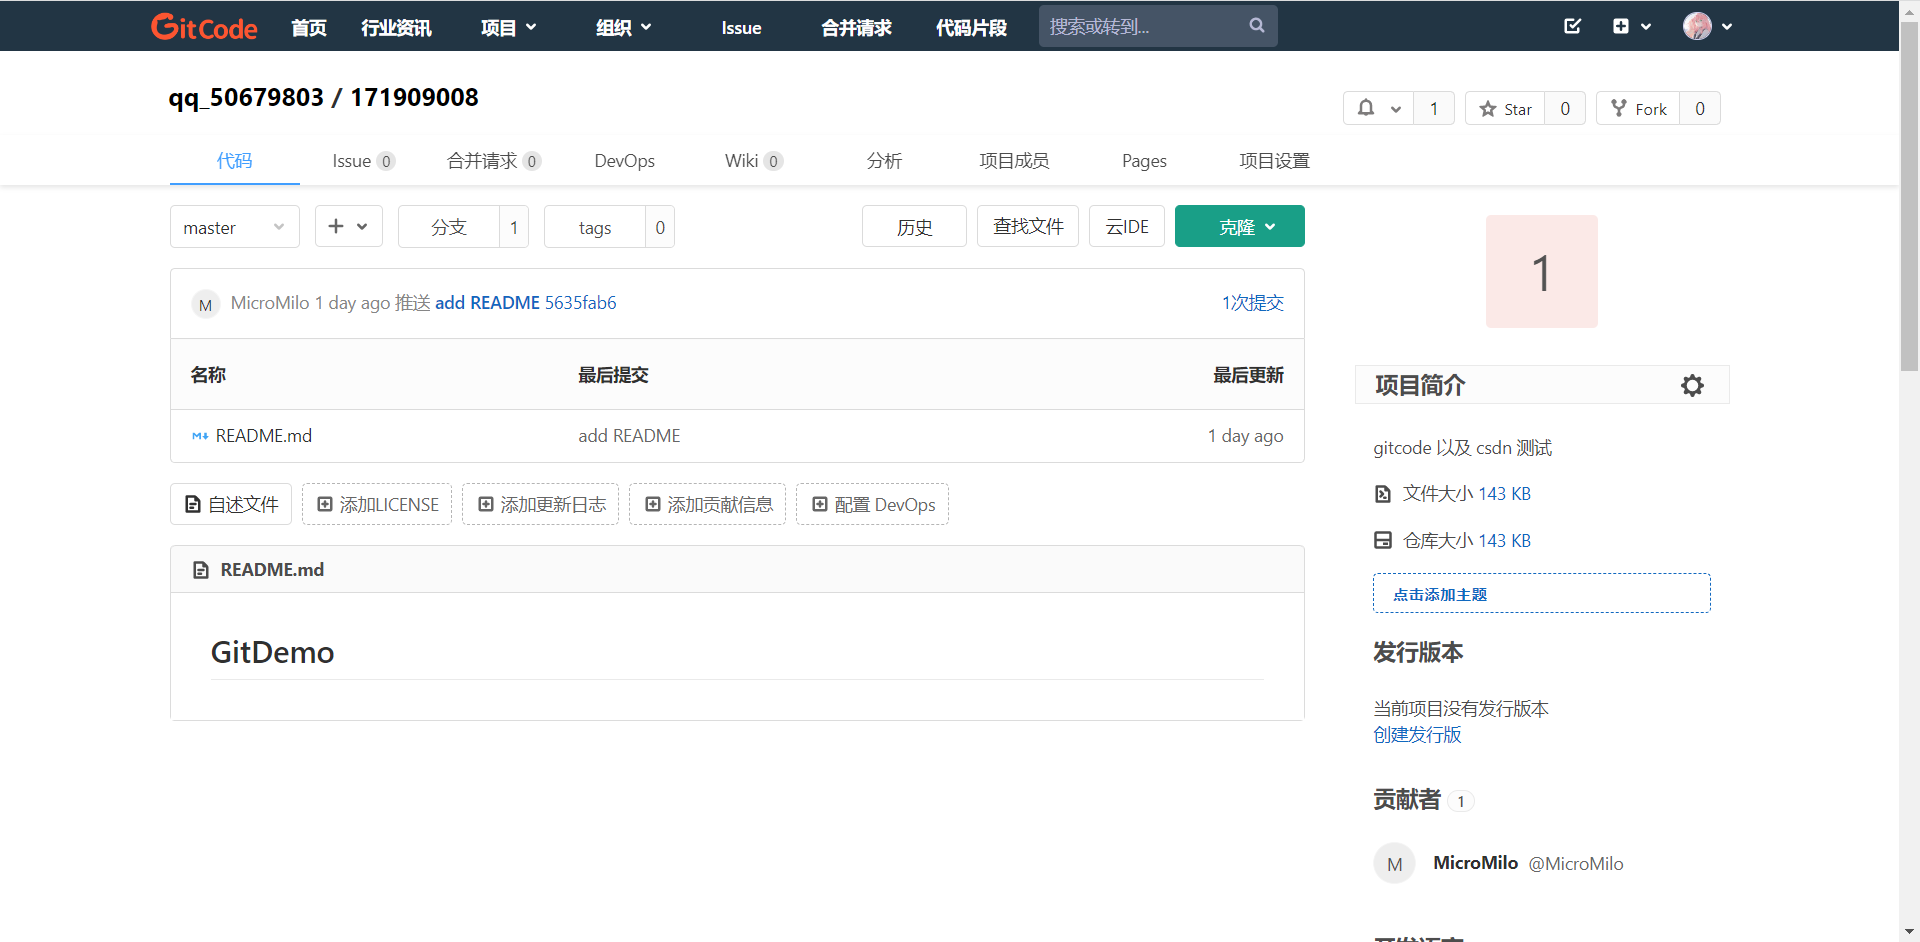 GitCode 首页 行业资讯 项目 组织 Issue 合并请求 代码片段 搜索或转到...
qq_50679803 / 171909008
1 Star 0 Fork 0
代码 Issue 0 合并请求 0 DevOps Wiki 0 分析 项目成员 Pages 项目设置
master 分支 1 tags 0 历史 查找文件 云IDE 克隆
1
M MicroMilo 1 day ago 推送 add README 5635fab6 1次提交
名称 最后提交 最后更新
README.md add README 1 day ago
自述文件 添加LICENSE 添加更新日志 添加贡献信息 配置 DevOps
README.md
GitDemo
项目简介
gitcode 以及 csdn 测试
文件大小 143 KB
仓库大小 143 KB
点击添加主题
发行版本
当前项目没有发行版本
创建发行版
贡献者 1
M MicroMilo @MicroMilo